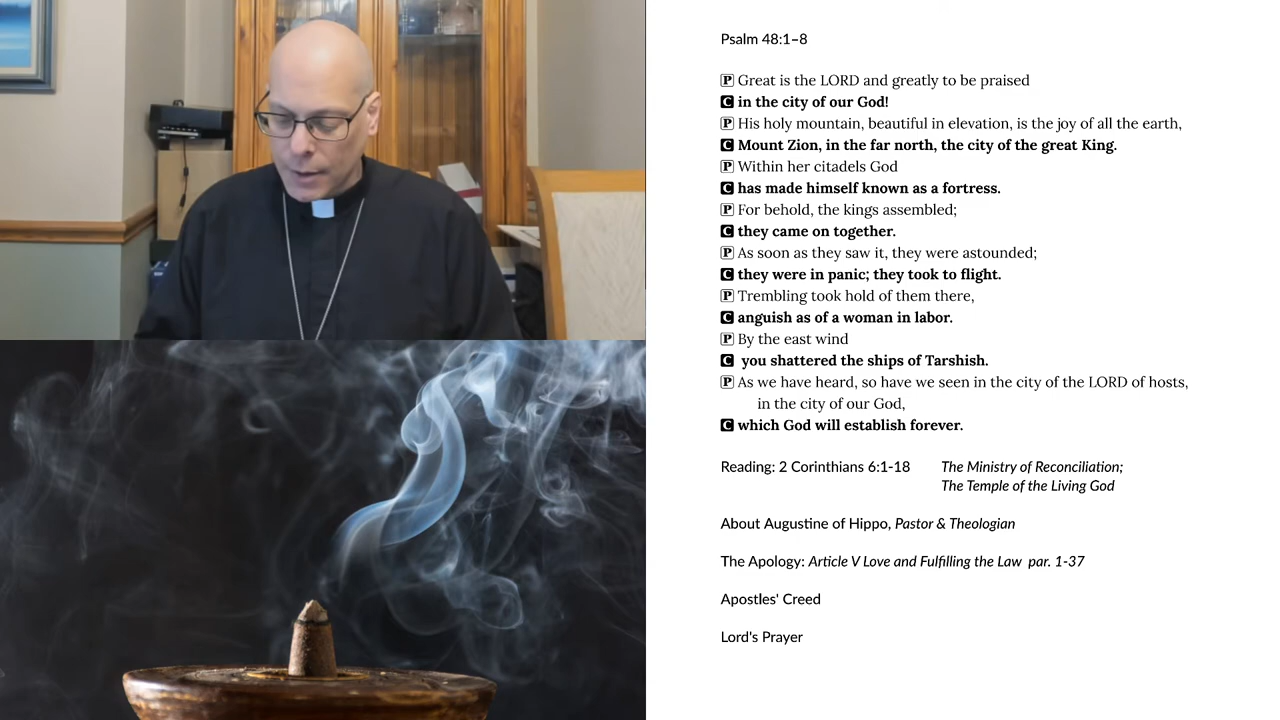 Psalm 48:1–8
P Great is the LORD and greatly to be praised
C in the city of our God!
P His holy mountain, beautiful in elevation, is the joy of all the earth,
C Mount Zion, in the far north, the city of the great King.
P Within her citadels God
C has made himself known as a fortress.
P For behold, the kings assembled;
C they came on together.
P As soon as they saw it, they were astounded;
C they were in panic; they took to flight.
P Trembling took hold of them there,
C anguish as of a woman in labor.
P By the east wind
C you shattered the ships of Tarshish.
P As we have heard, so have we seen in the city of the LORD of hosts,
in the city of our God,
C which God will establish forever.
Reading: 2 Corinthians 6:1-18 The Ministry of Reconciliation;
The Temple of the Living God
About Augustine of Hippo, Pastor & Theologian
The Apology: Article V Love and Fulfilling the Law par. 1-37
Apostles' Creed
Lord's Prayer